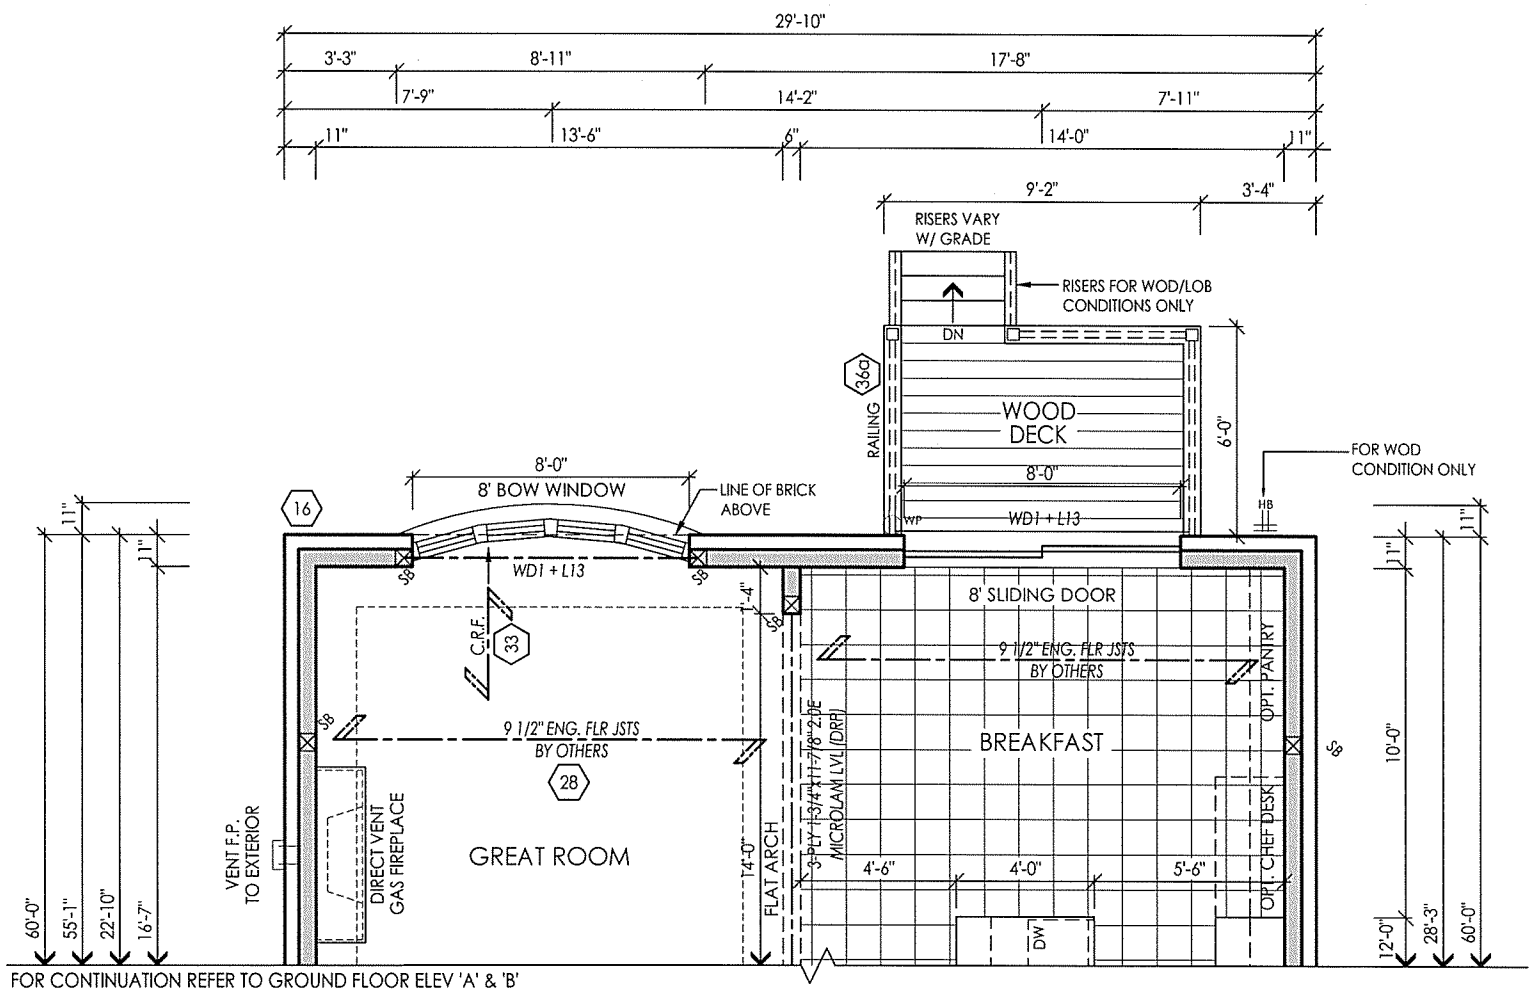 29'-10"
3'-3"
8'-11"
17'-8"
7'-9"
14'-2"
7'-11"
11"
13'-6"
6"
14'-0"
11"
9'-2"
3'-4"
RISERS VARY
W/ GRADE
RISERS FOR WOD/LOB
CONDITIONS ONLY
DN
36a
RAILING
WOOD
DECK
6'-0"
8'-0"
FOR WOD
CONDITION ONLY
HB
WP
WD1 + L13
8'-0"
8' BOW WINDOW
LINE OF BRICK
ABOVE
16
11"
11"
11"
11"
SB
SB
WD1 + L13
8' SLIDING DOOR
SB
C.R.F.
33
9 1/2" ENG. FLR JSTS
BY OTHERS
OPT. PANTRY
SB
9 1/2" ENG. FLR JSTS
BY OTHERS
28
3-PLY 1-3/4"x11-7/8" 2.0E
MICROLAM LVL (DRP)
BREAKFAST
SB
10'-0"
VENT F.P.
TO EXTERIOR
DIRECT VENT
GAS FIREPLACE
GREAT ROOM
14'-0"
FLAT ARCH
4'-6"
4'-0"
5'-6"
OPT. CHEF DESK
DW
60'-0"
55'-1"
22'-10"
16'-7"
12'-0"
28'-3"
60'-0"
FOR CONTINUATION REFER TO GROUND FLOOR ELEV 'A' & 'B'